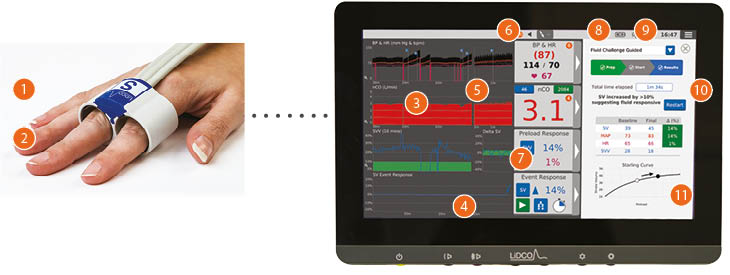 1
2
S
LiDCO
6
8
9
16:47
BP & HR (mm Hg & bpm)
nCO (L/min)
3
5
SVV (10 mins)
Delta SV
SV Event Response
4
BP & HR
(87)
114 / 70
67
46 nCO 2084
3.1
Preload Response
7
SV 14%
1%
Event Response
SV 14%
Fluid Challenge Guided
Prep Start Results
Total time elapsed 1m 34s
10
SV increased by >10%
suggesting fluid responsive
Restart
Baseline Final Δ (%)
SV 39 45 14%
MAP 73 83 14%
HR 65 66 1%
SVV 28 18
Starling Curve
11
Preload
LiDCO